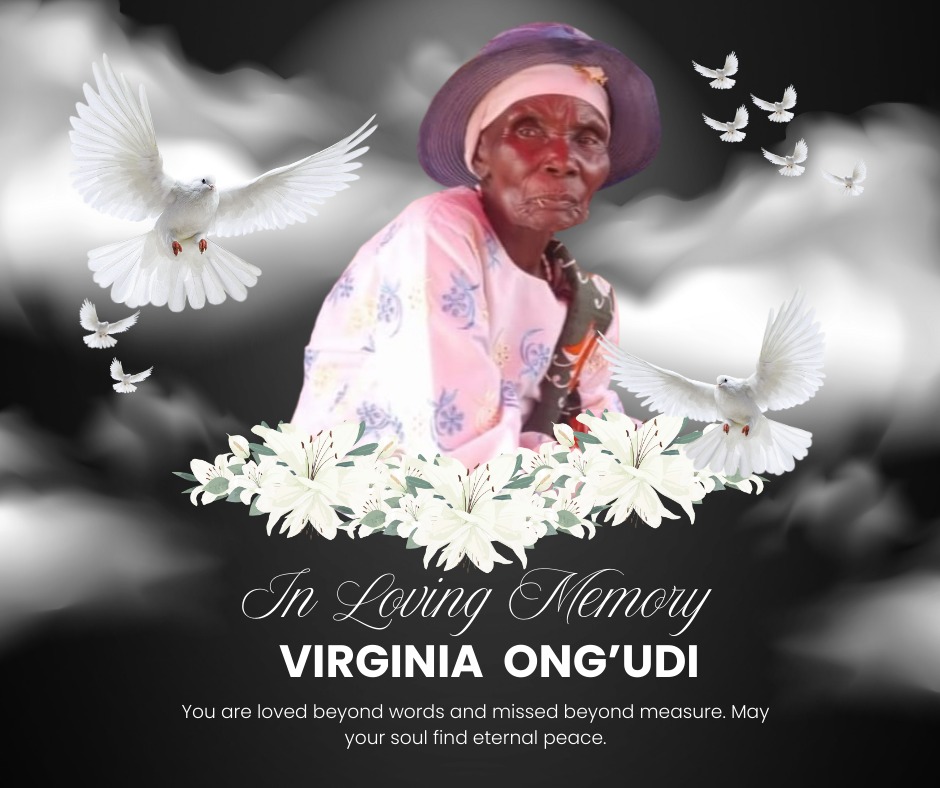 In Loving Memory
VIRGINIA ONG’UDI
You are loved beyond words and missed beyond measure. May
your soul find eternal peace.